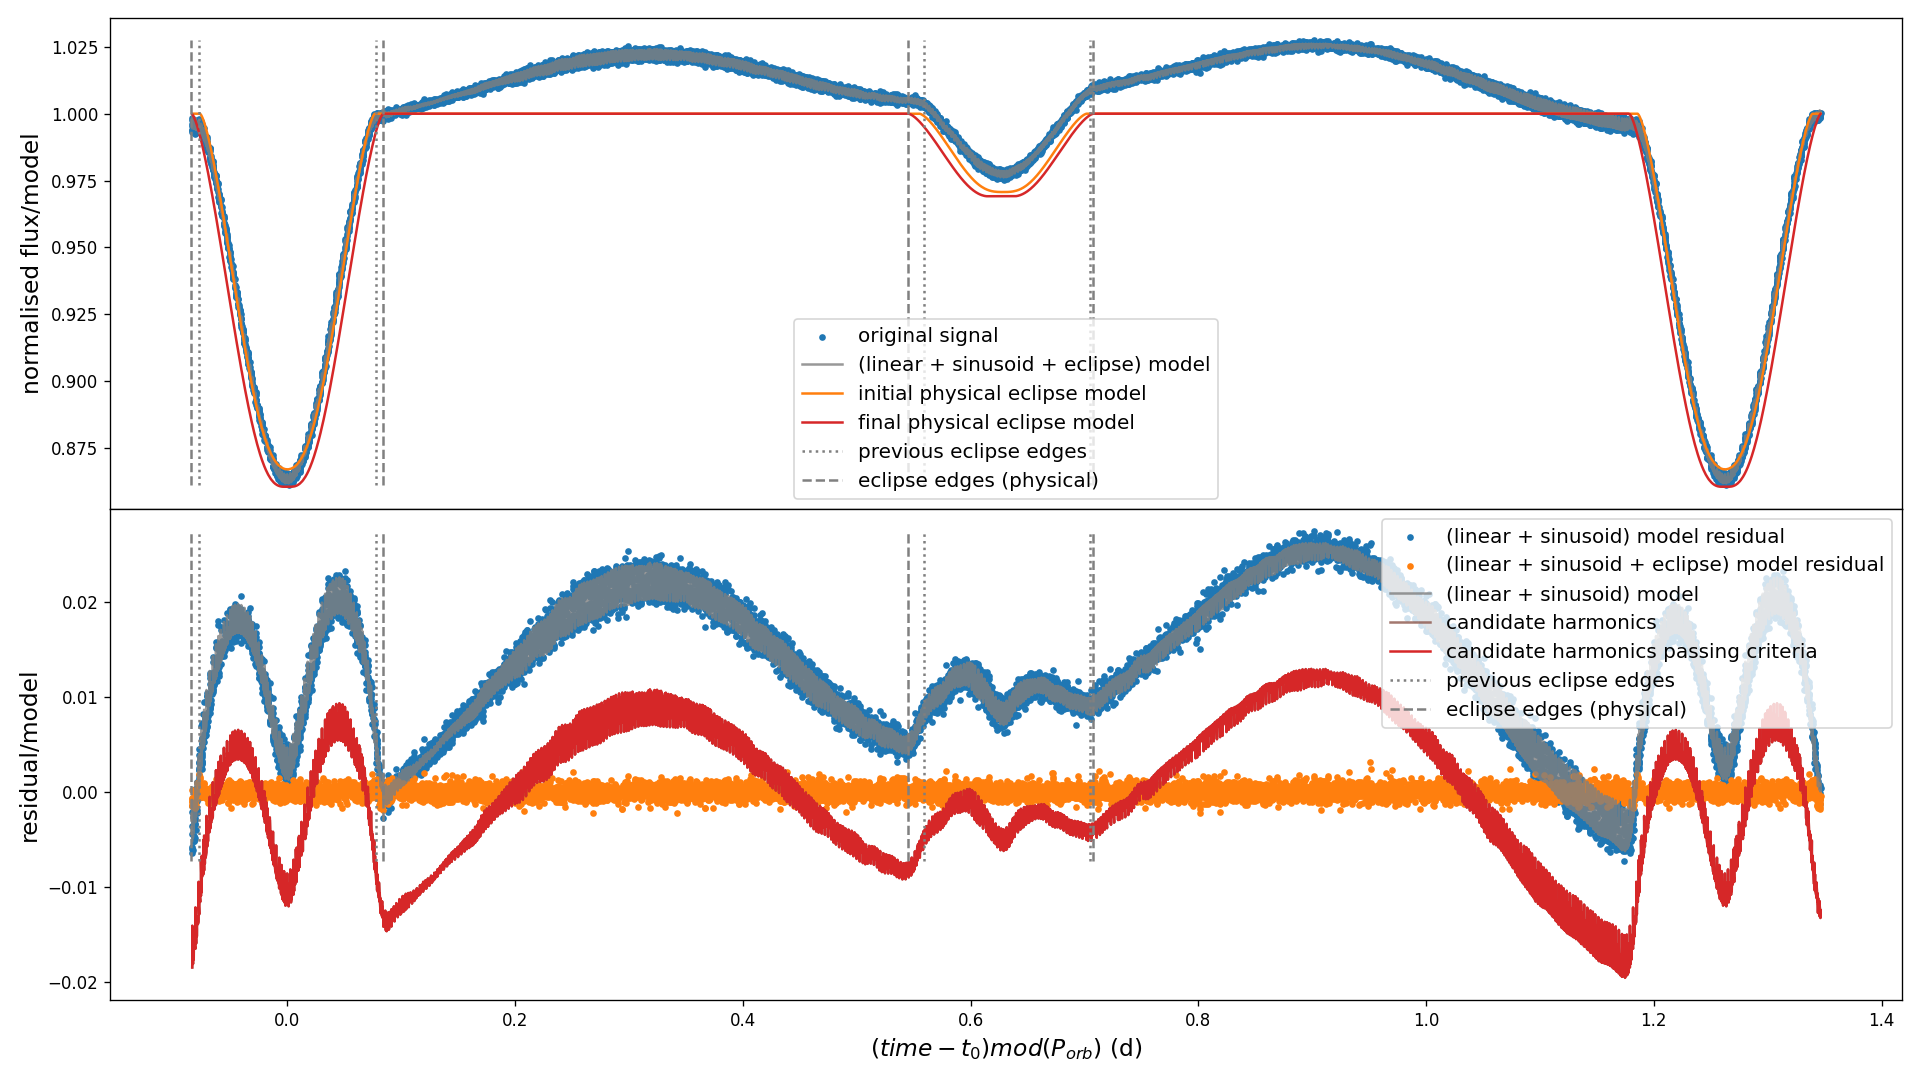 normalised flux/model
1.025
1.000
0.975
0.950
0.925
0.900
0.875
original signal
(linear + sinusoid + eclipse) model
initial physical eclipse model
final physical eclipse model
previous eclipse edges
eclipse edges (physical)
residual/model
0.02
0.01
0.00
−0.01
−0.02
(linear + sinusoid) model residual
(linear + sinusoid + eclipse) model residual
(linear + sinusoid) model
candidate harmonics
candidate harmonics passing criteria
previous eclipse edges
eclipse edges (physical)
0.0 0.2 0.4 0.6 0.8 1.0 1.2 1.4
(time − t₀)mod(P_orb) (d)